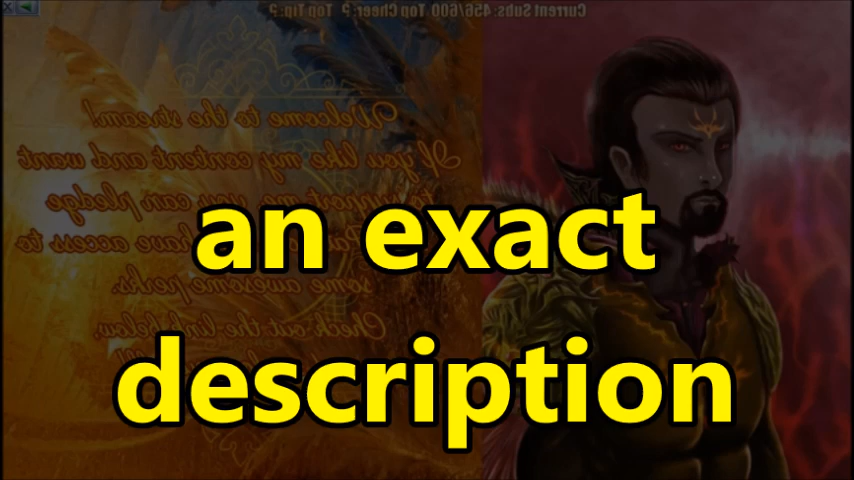 Current Subs: 456/600 Top Cheer: ? Top Tip: ?
Welcome to the stream!
If you like my content and want
to support me you can pledge
have access to
some awesome perks.
Check out the link below.
an exact
description